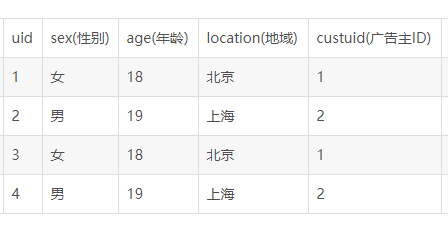 uid sex(性别) age(年龄) location(地域) custuid(广告主ID)
1 女 18 北京 1
2 男 19 上海 2
3 女 18 北京 1
4 男 19 上海 2